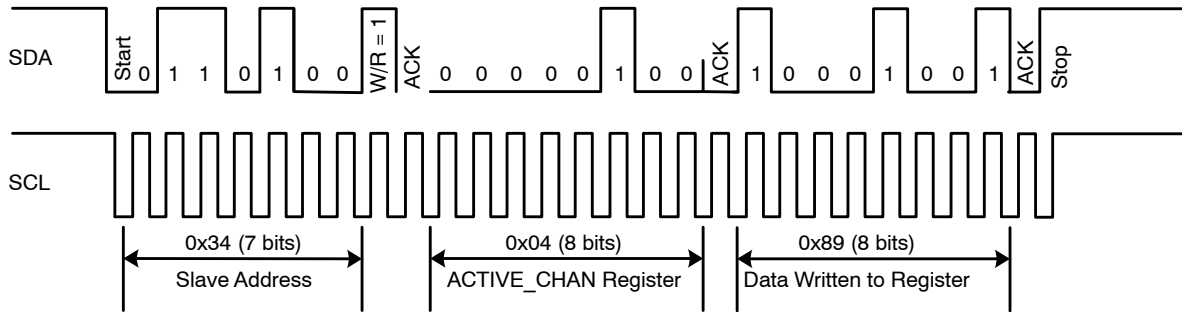 SDA
Start
0 1 1 0 1 0 0
W/R = 1
ACK
0 0 0 0 0 1 0 0
ACK
1 0 0 0 1 0 0 1
ACK
Stop
SCL
0x34 (7 bits)
Slave Address
0x04 (8 bits)
ACTIVE_CHAN Register
0x89 (8 bits)
Data Written to Register